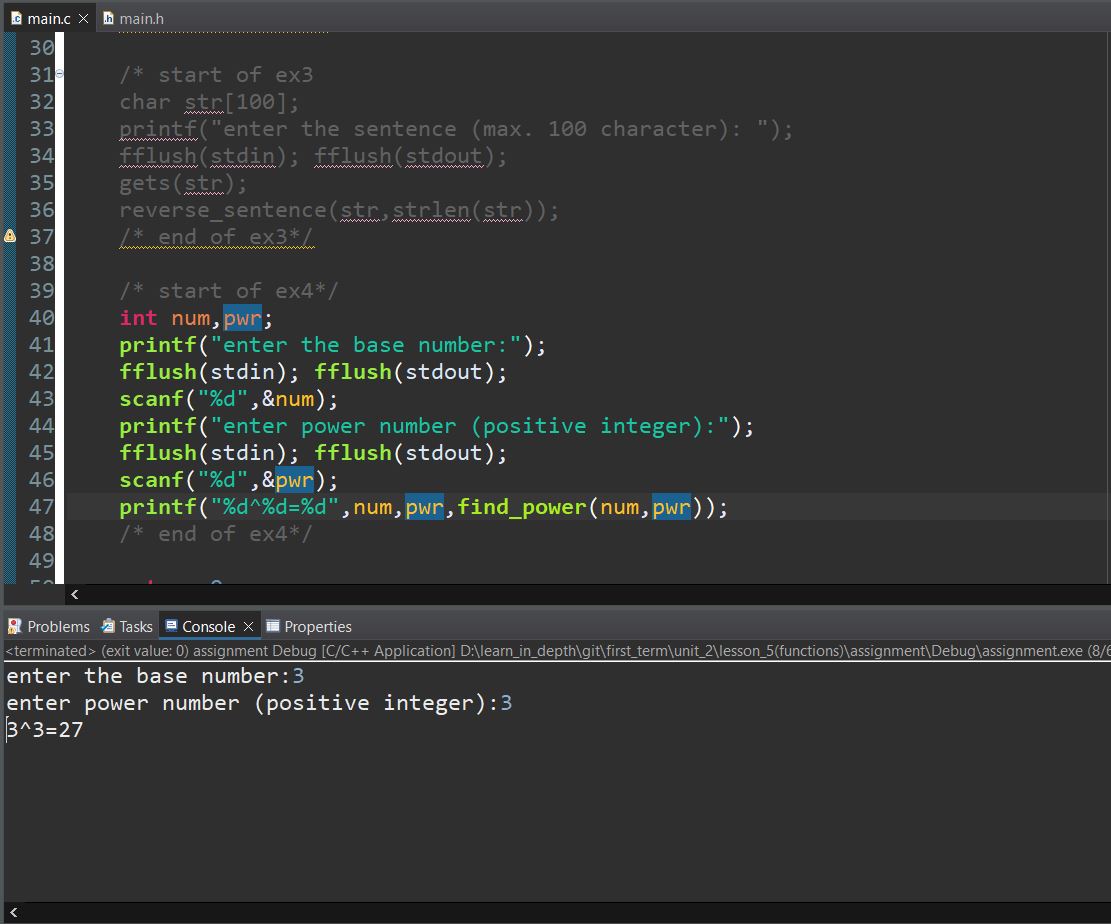 main.c main.h
30
31 /* start of ex3
32 char str[100];
33 printf("enter the sentence (max. 100 character): ");
34 fflush(stdin); fflush(stdout);
35 gets(str);
36 reverse_sentence(str,strlen(str));
37 /* end of ex3*/
38
39 /* start of ex4*/
40 int num,pwr;
41 printf("enter the base number:");
42 fflush(stdin); fflush(stdout);
43 scanf("%d",&num);
44 printf("enter power number (positive integer):");
45 fflush(stdin); fflush(stdout);
46 scanf("%d",&pwr);
47 printf("%d^%d=%d",num,pwr,find_power(num,pwr));
48 /* end of ex4*/
49
Problems Tasks Console Properties
<terminated> (exit value: 0) assignment Debug [C/C++ Application] D:\learn_in_depth\git\first_term\unit_2\lesson_5(functions)\assignment\Debug\assignment.exe (8/6
enter the base number:3
enter power number (positive integer):3
3^3=27